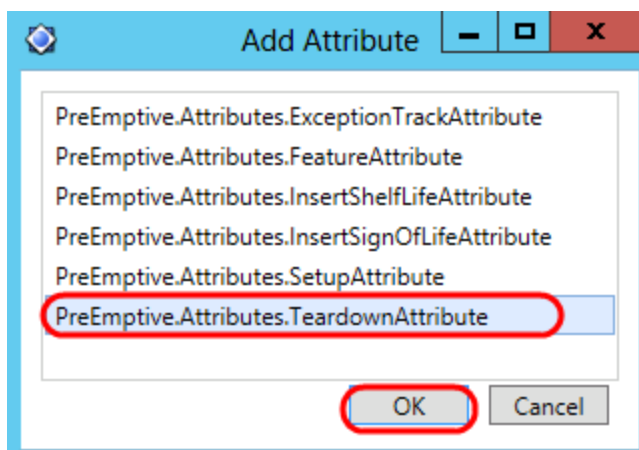 Add Attribute
PreEmptive.Attributes.ExceptionTrackAttribute
PreEmptive.Attributes.FeatureAttribute
PreEmptive.Attributes.InsertShelfLifeAttribute
PreEmptive.Attributes.InsertSignOfLifeAttribute
PreEmptive.Attributes.SetupAttribute
PreEmptive.Attributes.TeardownAttribute
OK Cancel